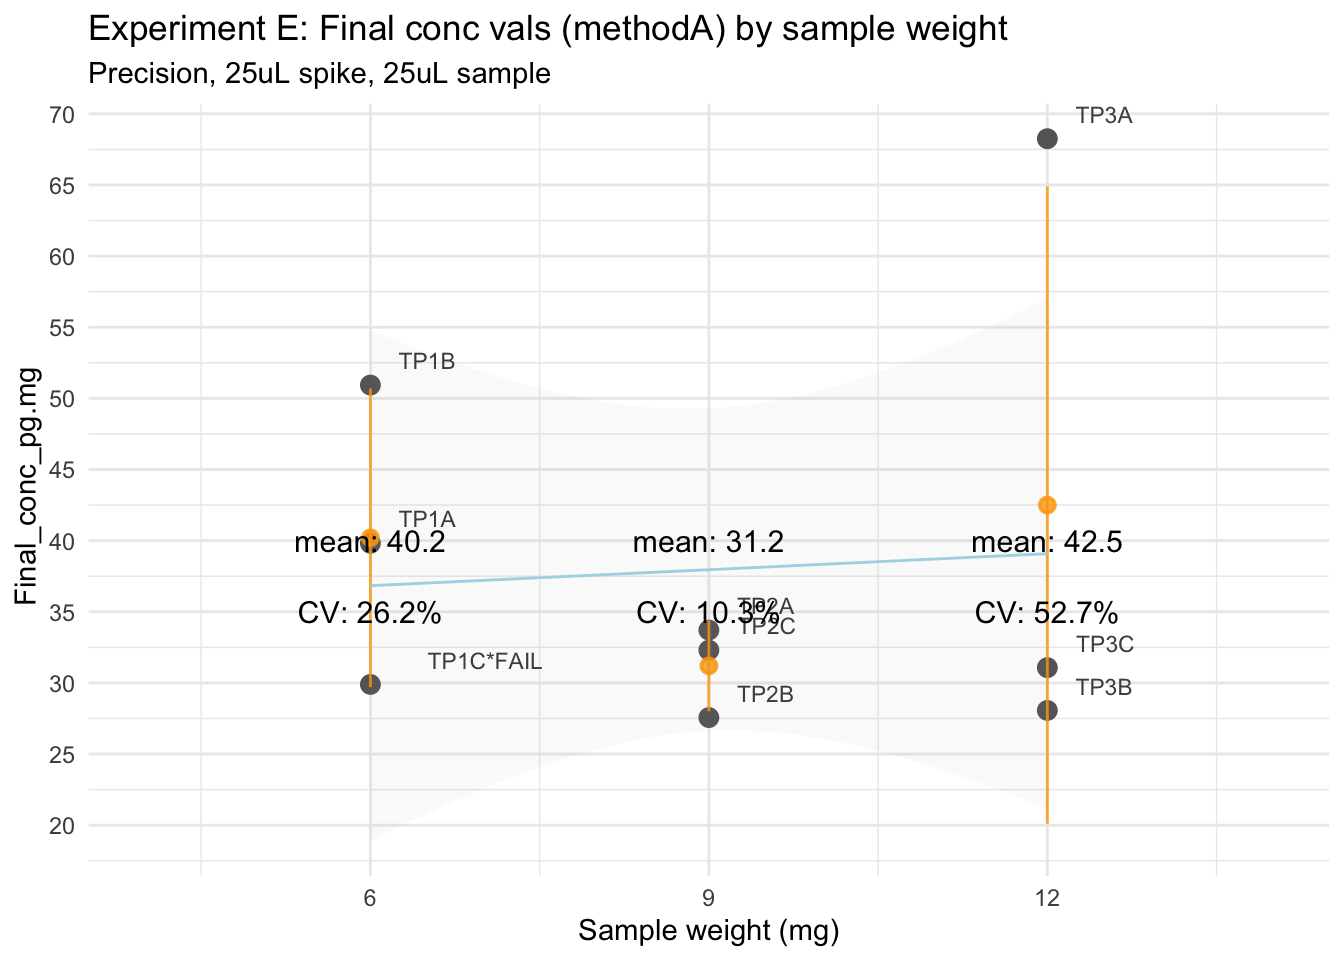 Experiment E: Final conc vals (methodA) by sample weight
Precision, 25uL spike, 25uL sample
Final_conc_pg.mg
70
65
60
55
50
45
40
35
30
25
20
TP3A
TP1B
TP1A
mean: 40.2
mean: 31.2
mean: 42.5
TP2A
CV: 26.2%
CV: 10.3%
CV: 52.7%
TP2C
TP3C
TP1C*FAIL
TP3B
TP2B
6
9
12
Sample weight (mg)